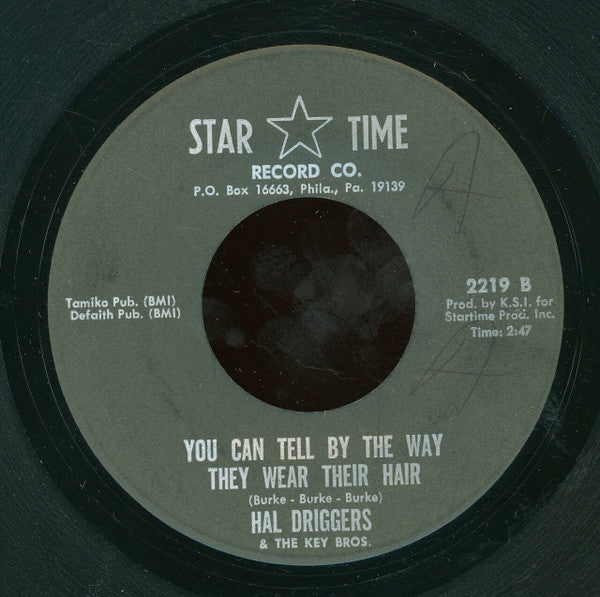 STAR TIME
RECORD CO.
P.O. Box 16663, Phila., Pa. 19139
Tamiko Pub. (BMI)
Defaith Pub. (BMI)
2219 B
Prod. by K.S.I. for
Startime Prod. Inc.
Time: 2:47
YOU CAN TELL BY THE WAY
THEY WEAR THEIR HAIR
(Burke - Burke - Burke)
HAL DRIGGERS
& THE KEY BROS.
A